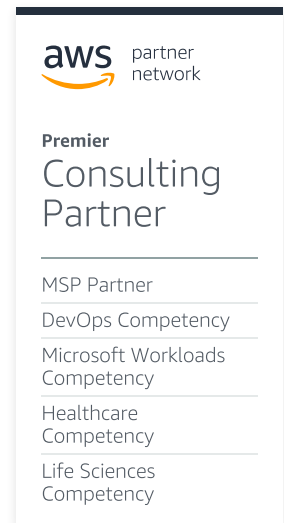 aws partner
network
Premier
Consulting
Partner
MSP Partner
DevOps Competency
Microsoft Workloads
Competency
Healthcare
Competency
Life Sciences
Competency